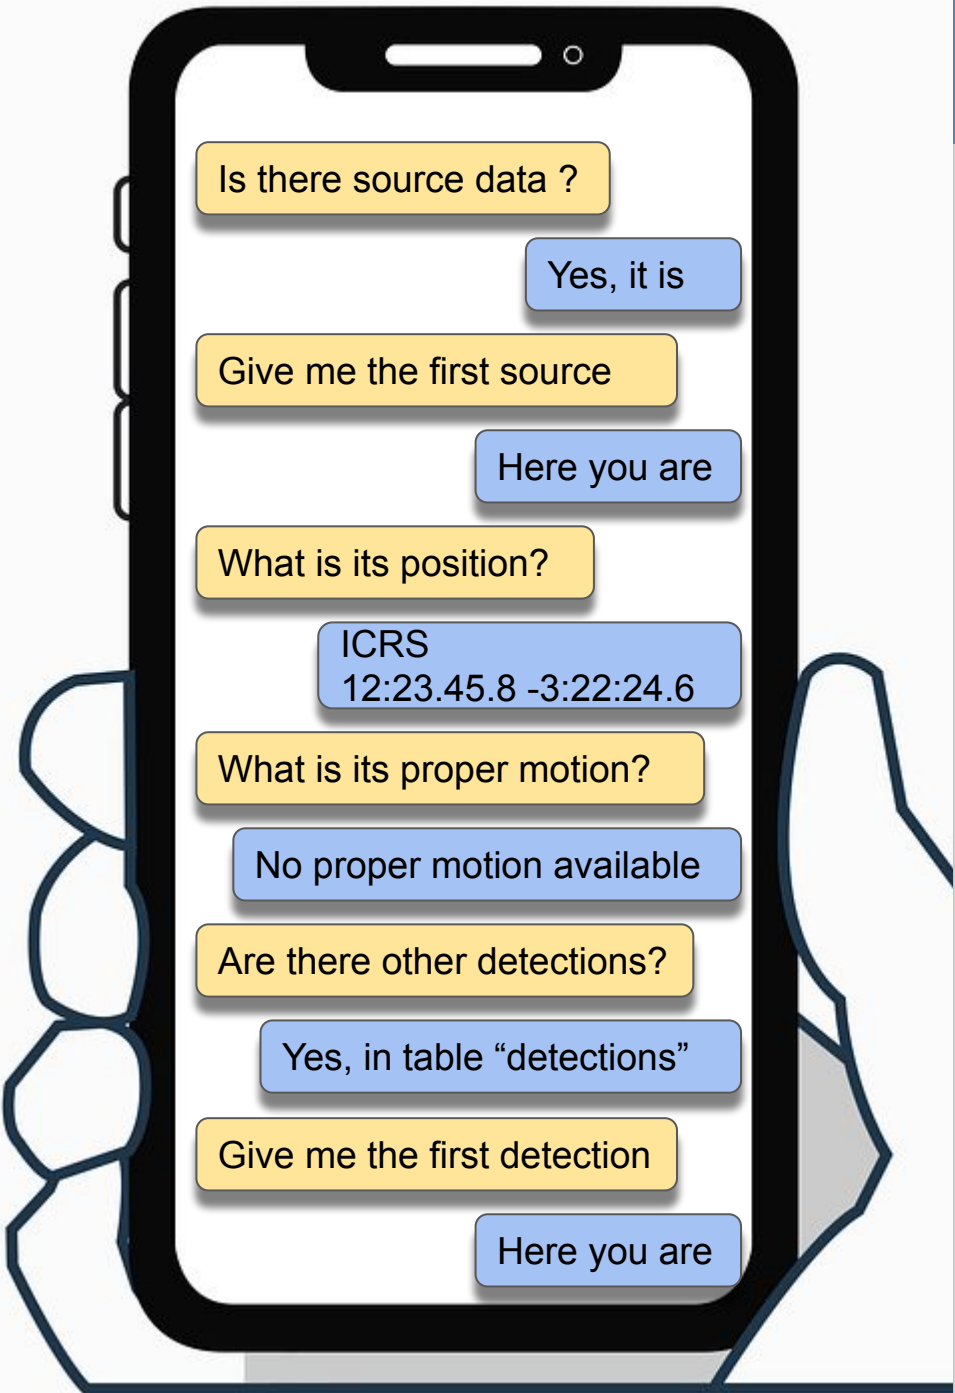 Is there source data ?
Yes, it is
Give me the first source
Here you are
What is its position?
ICRS
12:23.45.8 -3:22:24.6
What is its proper motion?
No proper motion available
Are there other detections?
Yes, in table “detections”
Give me the first detection
Here you are